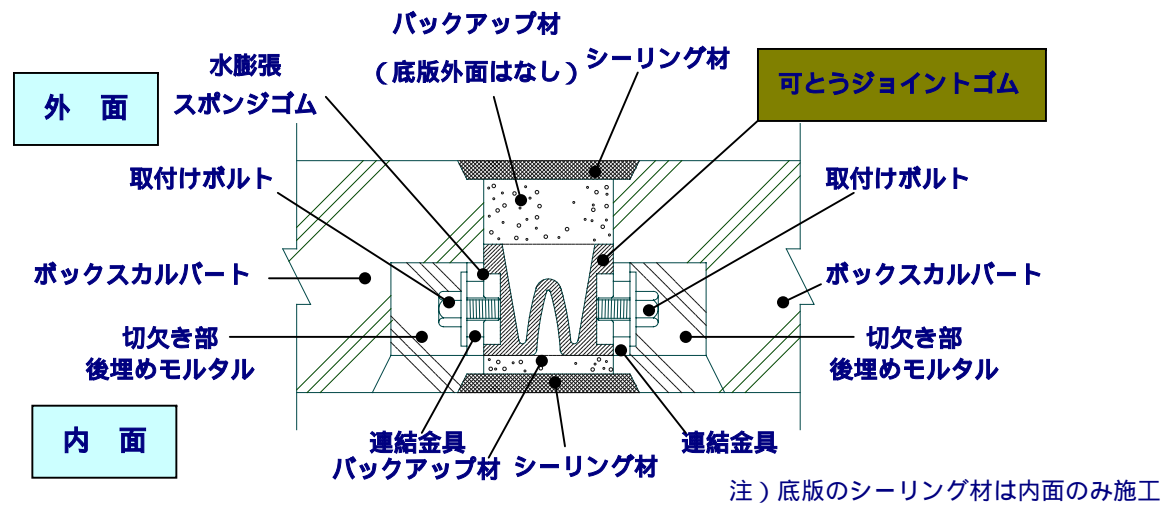 バックアップ材
（底版外面はなし）
シーリング材
水膨張
スポンジゴム
外　面
可とうジョイントゴム
取付けボルト
取付けボルト
ボックスカルバート
ボックスカルバート
切欠き部
後埋めモルタル
切欠き部
後埋めモルタル
内　面
連結金具
連結金具
バックアップ材
シーリング材
注）底版のシーリング材は内面のみ施工